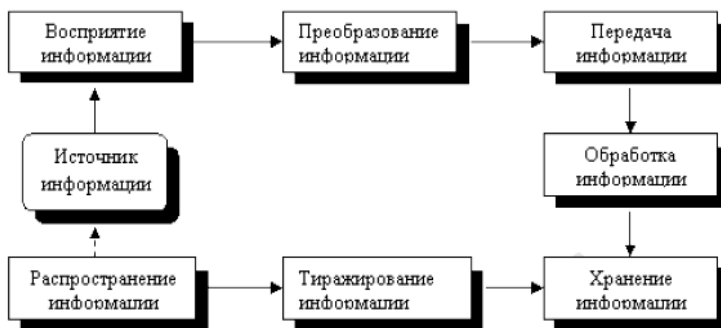 Восприятие
информации
Преобразование
информации
Передача
информации
Источник
информации
Обработка
информации
Распространение
информации
Тиражирование
информации
Хранение
информации